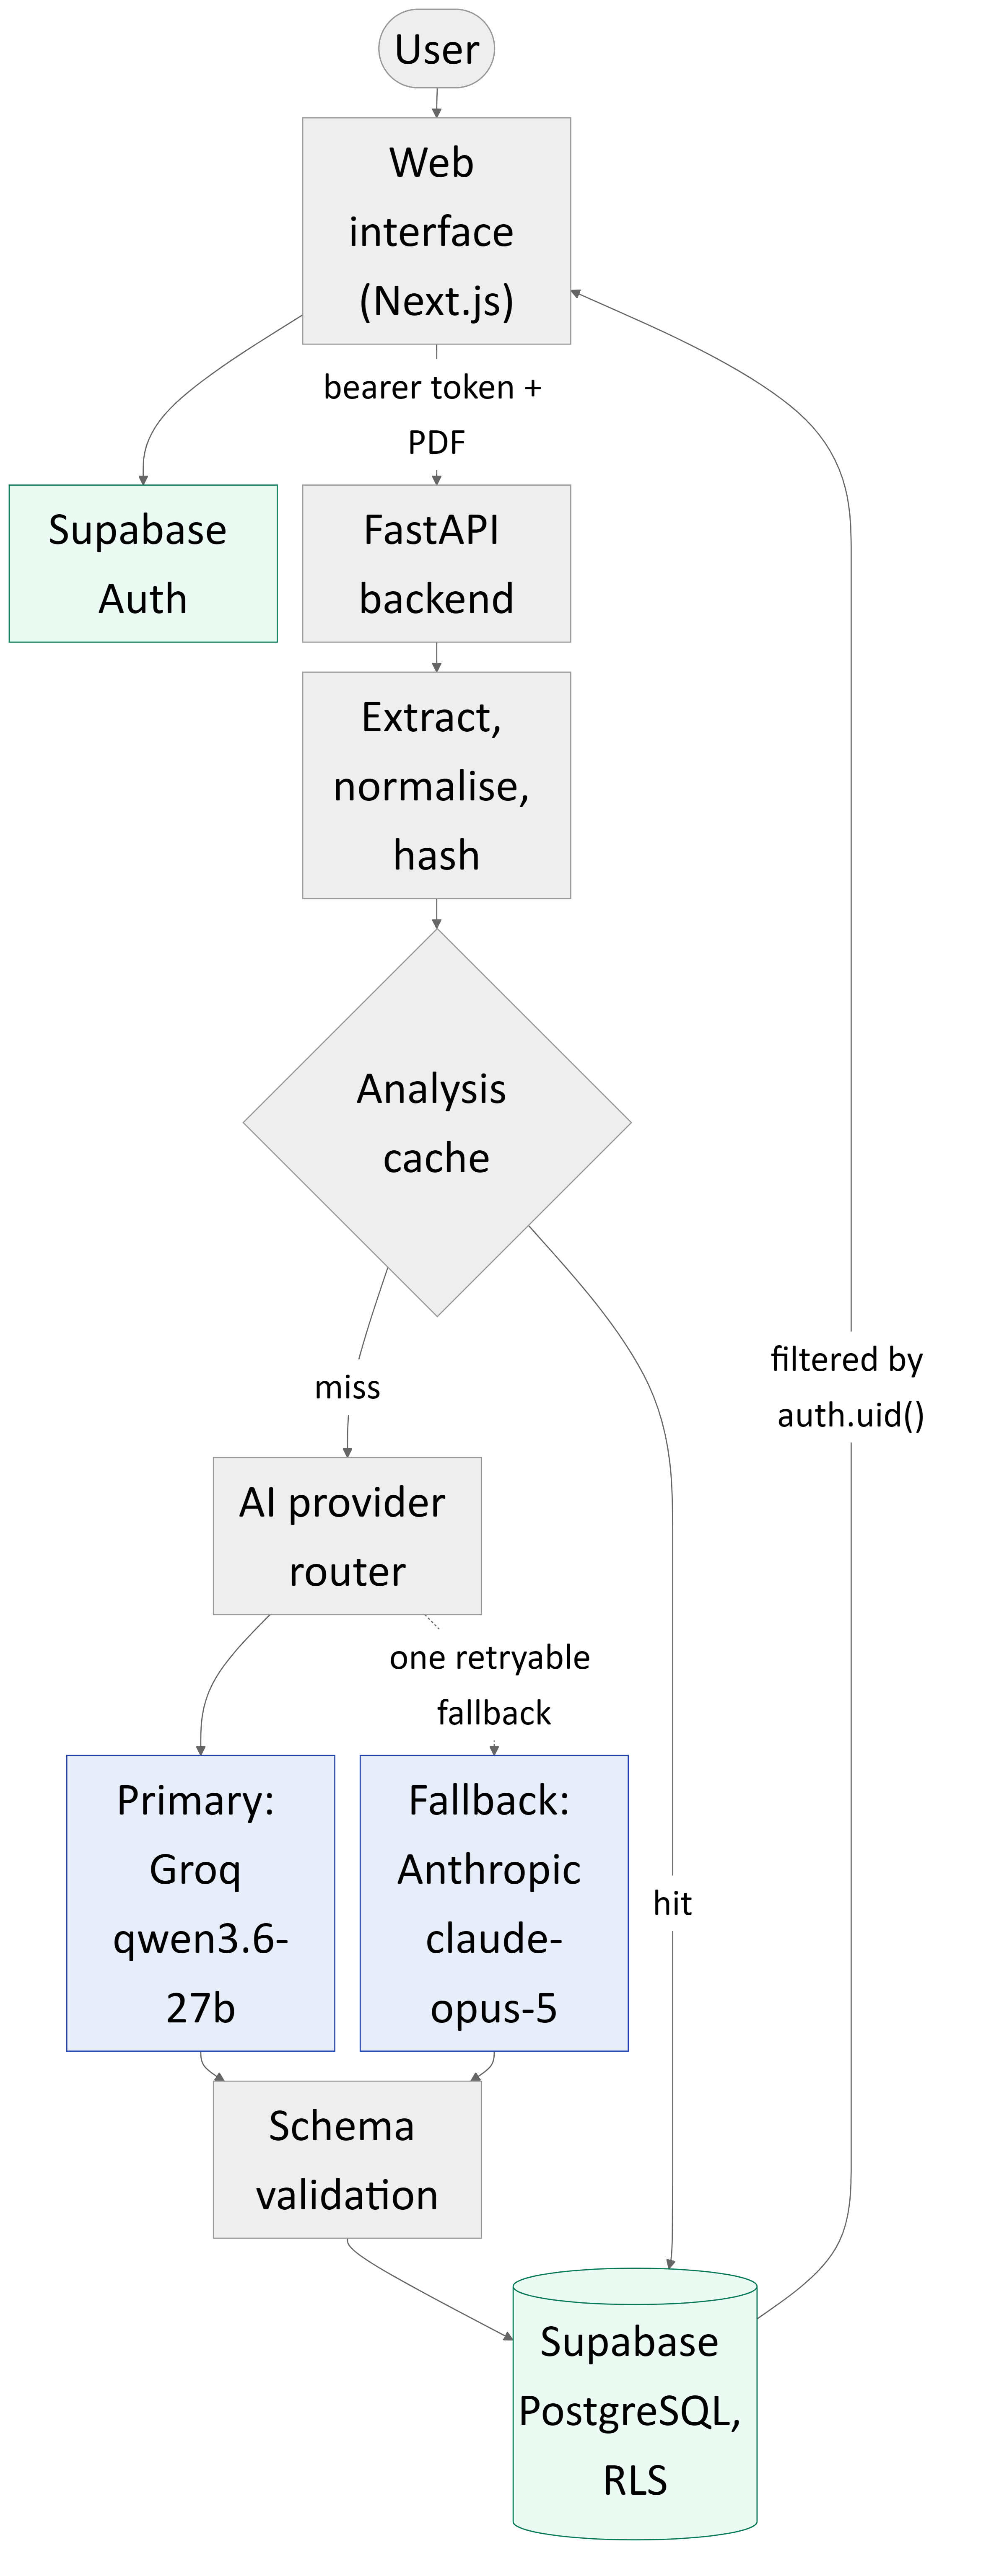 User
Web
interface
(Next.js)
bearer token +
PDF
Supabase
Auth
FastAPI
backend
Extract,
normalise,
hash
Analysis
cache
filtered by
auth.uid()
miss
AI provider
router
one retryable
fallback
Primary:
Groq
qwen3.6-
27b
Fallback:
Anthropic
claude-
opus-5
hit
Schema
validation
Supabase
PostgreSQL,
RLS